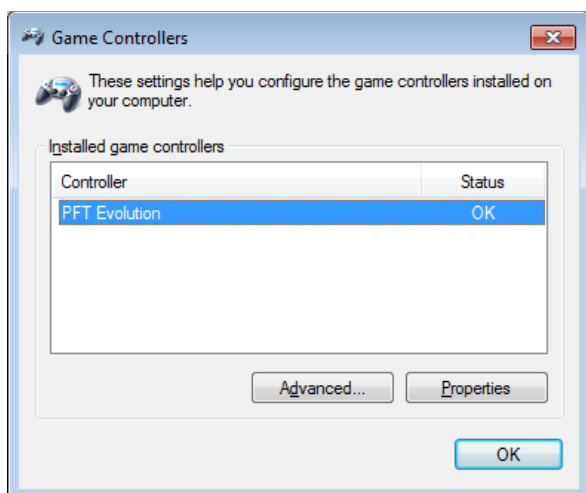 Game Controllers
These settings help you configure the game controllers installed on
your computer.
Installed game controllers
Controller Status
PFT Evolution OK
Advanced... Properties
OK